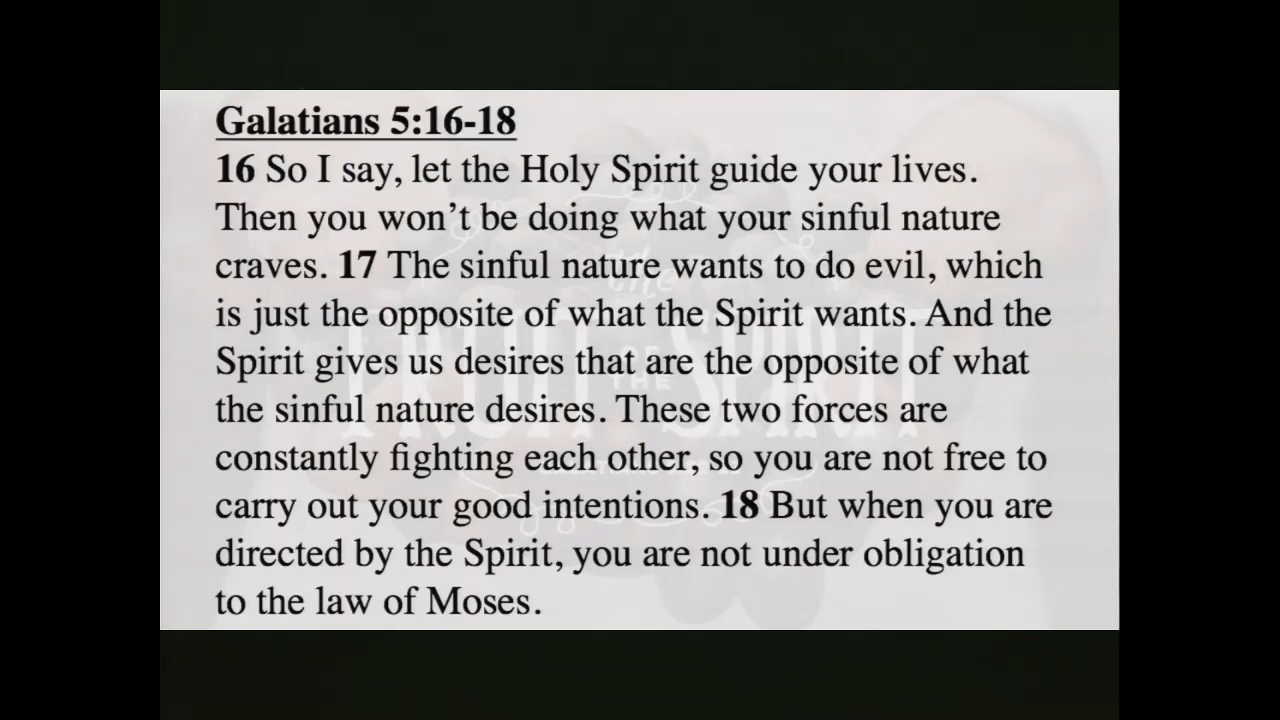 Galatians 5:16-18
16 So I say, let the Holy Spirit guide your lives.
Then you won't be doing what your sinful nature
craves. 17 The sinful nature wants to do evil, which
is just the opposite of what the Spirit wants. And the
Spirit gives us desires that are the opposite of what
the sinful nature desires. These two forces are
constantly fighting each other, so you are not free to
carry out your good intentions. 18 But when you are
directed by the Spirit, you are not under obligation
to the law of Moses.
the
FRUIT OF THE SPIRIT